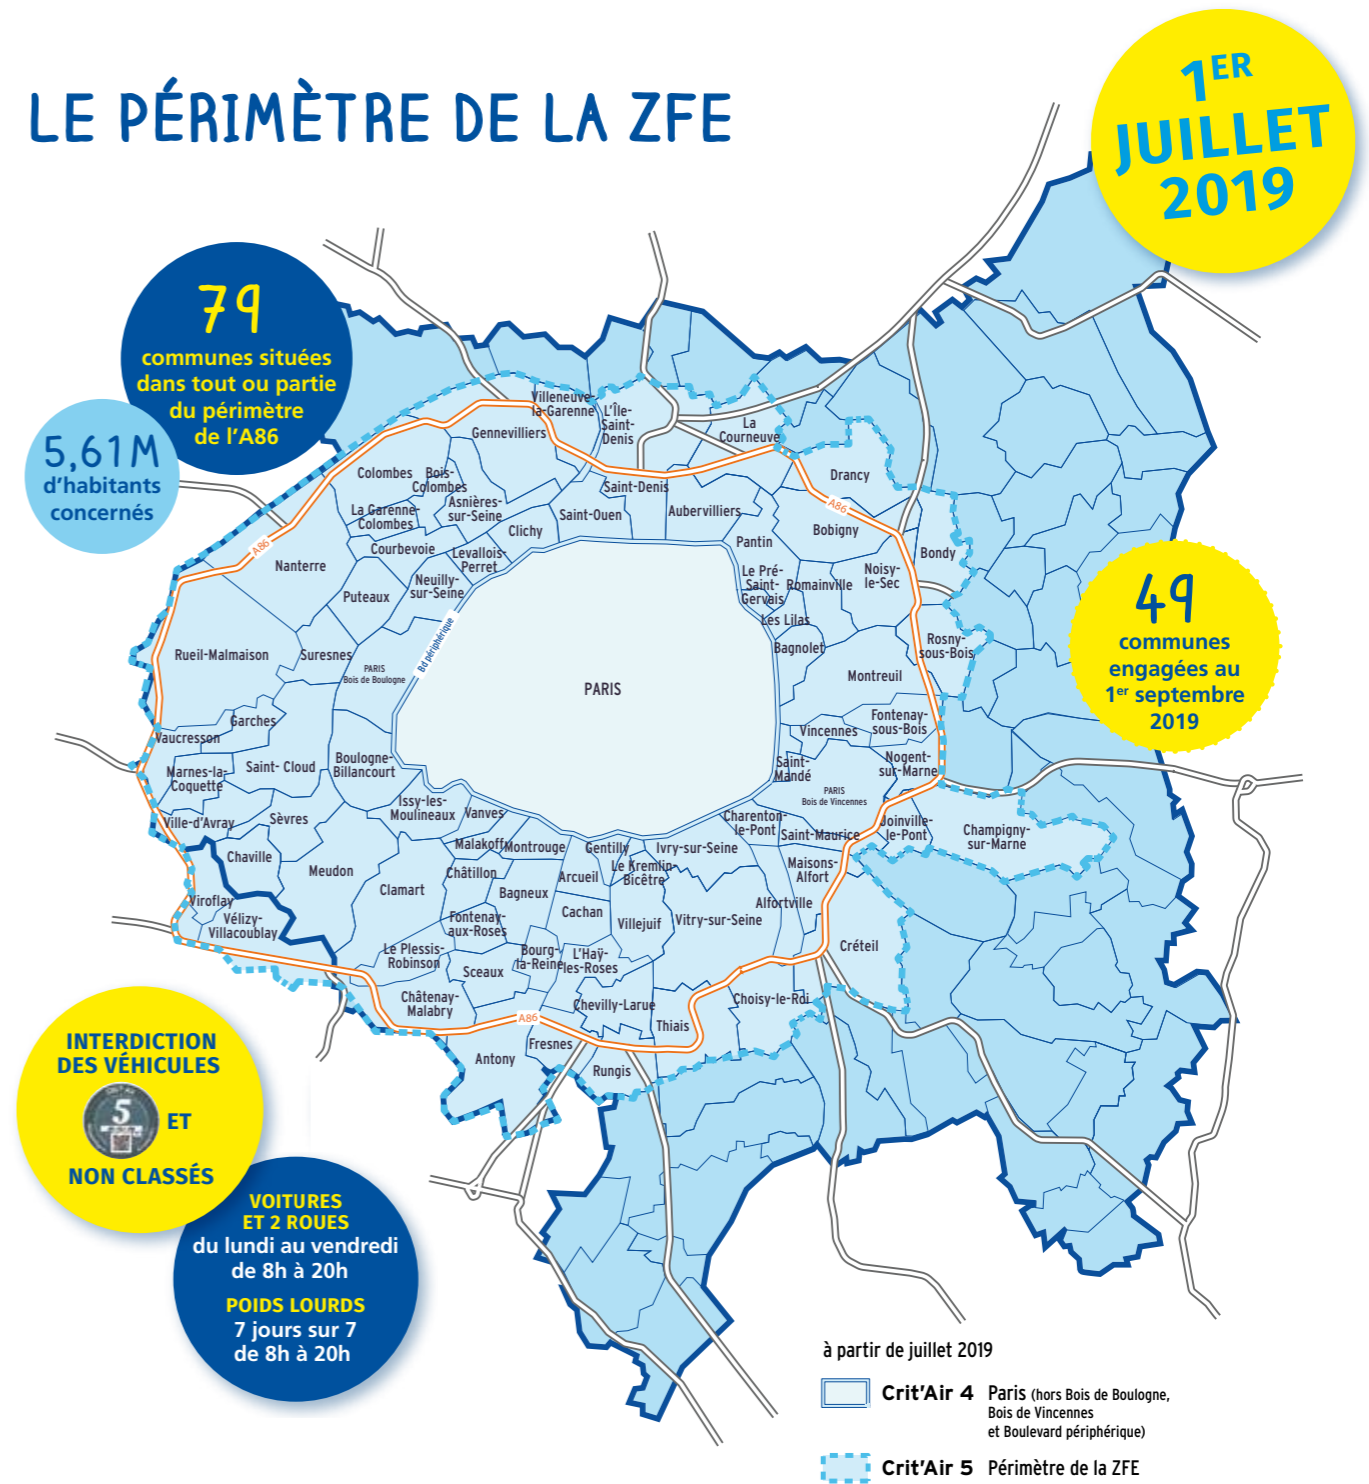 LE PÉRIMÈTRE DE LA ZFE
1ER
JUILLET
2019
79
communes situées
dans tout ou partie
du périmètre
de l'A86
5,61M
d'habitants
concernés
49
communes
engagées au
1er septembre
2019
Villeneuve-
la-Garenne
L'Île-
Saint-
Denis
La
Courneuve
Gennevilliers
Drancy
Colombes
Bois-
Colombes
Saint-Denis
A86
La Garenne-
Colombes
Asnières-
sur-Seine
Saint-Ouen
Aubervilliers
Clichy
Bobigny
A86
Courbevoie
Levallois-
Perret
Pantin
Bondy
Nanterre
Neuilly-
sur-Seine
Le Pré-
Saint-
Gervais
Romainville
Noisy-
le-Sec
Puteaux
Les Lilas
Bd périphérique
Rueil-Malmaison
Suresnes
PARIS
Bois de Boulogne
Bagnolet
Rosny-
sous-Bois
PARIS
Montreuil
Garches
Vaucresson
Vincennes
Fontenay-
sous-Bois
Marnes-la-
Coquette
Saint- Cloud
Boulogne-
Billancourt
Saint-
Mandé
Nogent-
sur-Marne
PARIS
Bois de Vincennes
Ville-d'Avray
Sèvres
Issy-les-
Moulineaux
Vanves
Charenton-
le-Pont
Saint-Maurice
Joinville-
le-Pont
Champigny-
sur-Marne
Chaville
Meudon
Malakoff
Montrouge
Gentilly
Ivry-sur-Seine
Clamart
Châtillon
Arcueil
Le Kremlin-
Bicêtre
Maisons-
Alfort
Bagneux
Viroflay
Vélizy-
Villacoublay
Fontenay-
aux-Roses
Cachan
Villejuif
Vitry-sur-Seine
Alfortville
Le Plessis-
Robinson
Sceaux
Bourg-
la-Reine
L'Haÿ-
les-Roses
Créteil
Châtenay-
Malabry
A86
Chevilly-Larue
Choisy-le-Roi
Thiais
Antony
Fresnes
Rungis
INTERDICTION
DES VÉHICULES
5
ET
NON CLASSÉS
VOITURES
ET 2 ROUES
du lundi au vendredi
de 8h à 20h
POIDS LOURDS
7 jours sur 7
de 8h à 20h
à partir de juillet 2019
Crit'Air 4 Paris (hors Bois de Boulogne,
Bois de Vincennes
et Boulevard périphérique)
Crit'Air 5 Périmètre de la ZFE